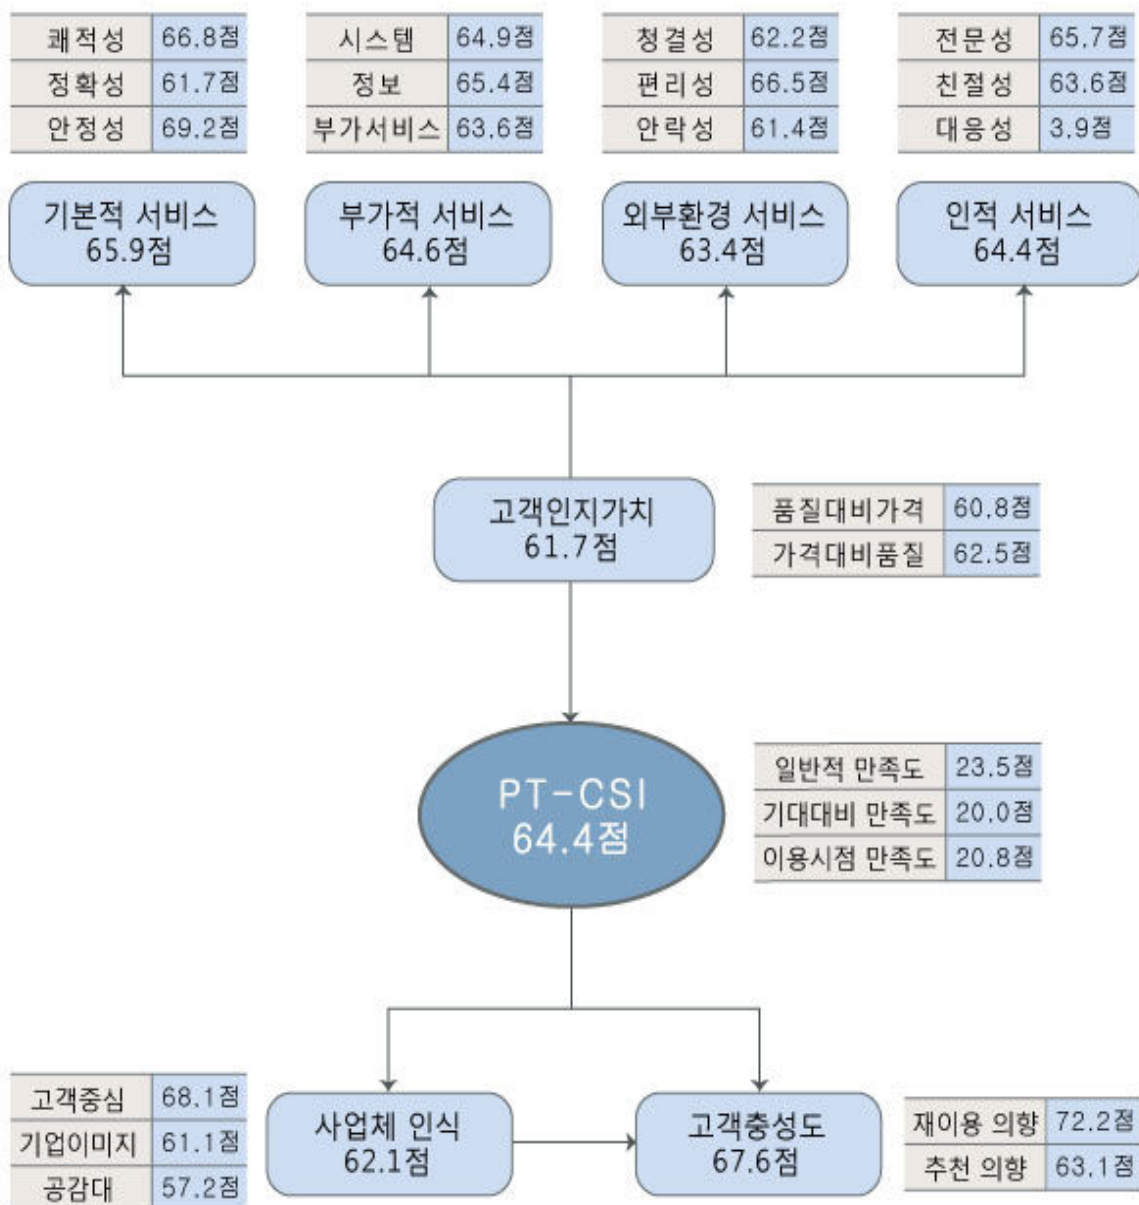 쾌적성 66.8점
정확성 61.7점
안정성 69.2점
시스템 64.9점
정보 65.4점
부가서비스 63.6점
청결성 62.2점
편리성 66.5점
안락성 61.4점
전문성 65.7점
친절성 63.6점
대응성 3.9점
기본적 서비스
65.9점
부가적 서비스
64.6점
외부환경 서비스
63.4점
인적 서비스
64.4점
고객인지가치
61.7점
품질대비가격 60.8점
가격대비품질 62.5점
PT-CSI
64.4점
일반적 만족도 23.5점
기대대비 만족도 20.0점
이용시점 만족도 20.8점
고객중심 68.1점
기업이미지 61.1점
공감대 57.2점
사업체 인식
62.1점
고객충성도
67.6점
재이용 의향 72.2점
추천 의향 63.1점